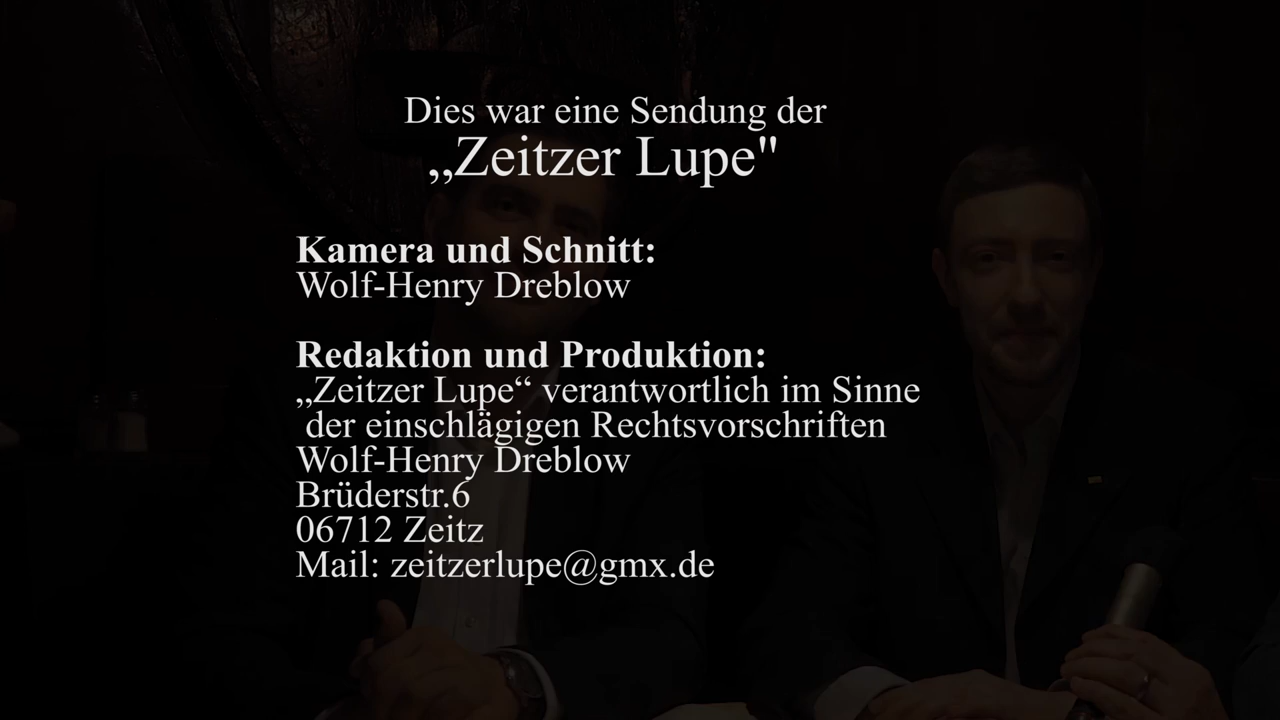 Dies war eine Sendung der
,,Zeitzer Lupe"
Kamera und Schnitt:
Wolf-Henry Dreblow
Redaktion und Produktion:
„Zeitzer Lupe“ verantwortlich im Sinne
der einschlägigen Rechtsvorschriften
Wolf-Henry Dreblow
Brüderstr.6
06712 Zeitz
Mail: zeitzerlupe@gmx.de